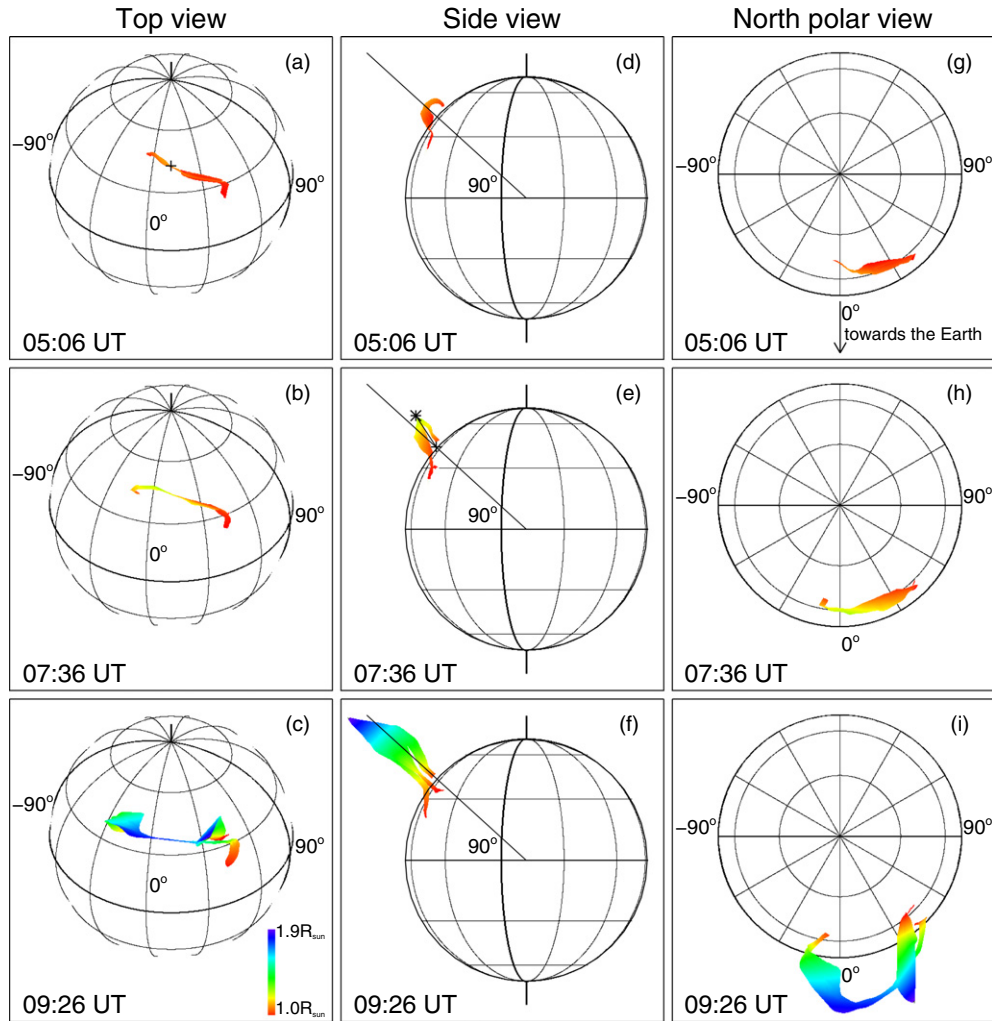 Top view Side view North polar view
(a) (d) (g)
−90° 90° 90° −90° 90°
0° 0°
towards the Earth
05:06 UT 05:06 UT 05:06 UT
(b) (e) (h)
−90° 90° 90° −90° 90°
0° 0°
07:36 UT 07:36 UT 07:36 UT
(c) (f) (i)
−90° 90° 90° −90° 90°
0° 0°
1.9Rsun
1.0Rsun
09:26 UT 09:26 UT 09:26 UT